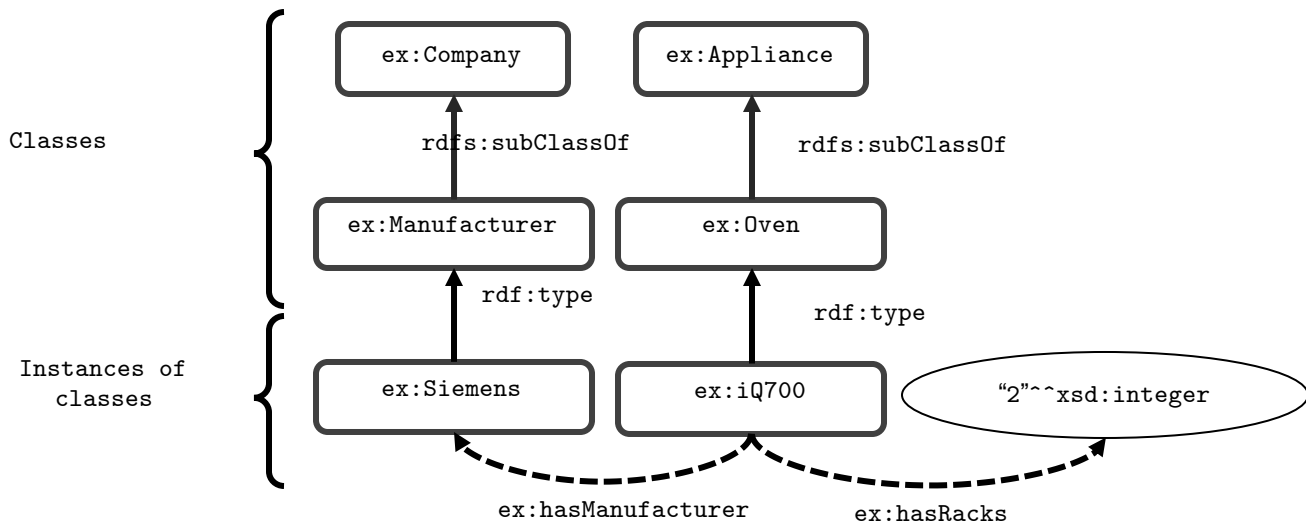 ex:Company
ex:Appliance
Classes
rdfs:subClassOf
rdfs:subClassOf
ex:Manufacturer
ex:Oven
rdf:type
rdf:type
Instances of
classes
ex:Siemens
ex:iQ700
“2”^^xsd:integer
ex:hasManufacturer
ex:hasRacks